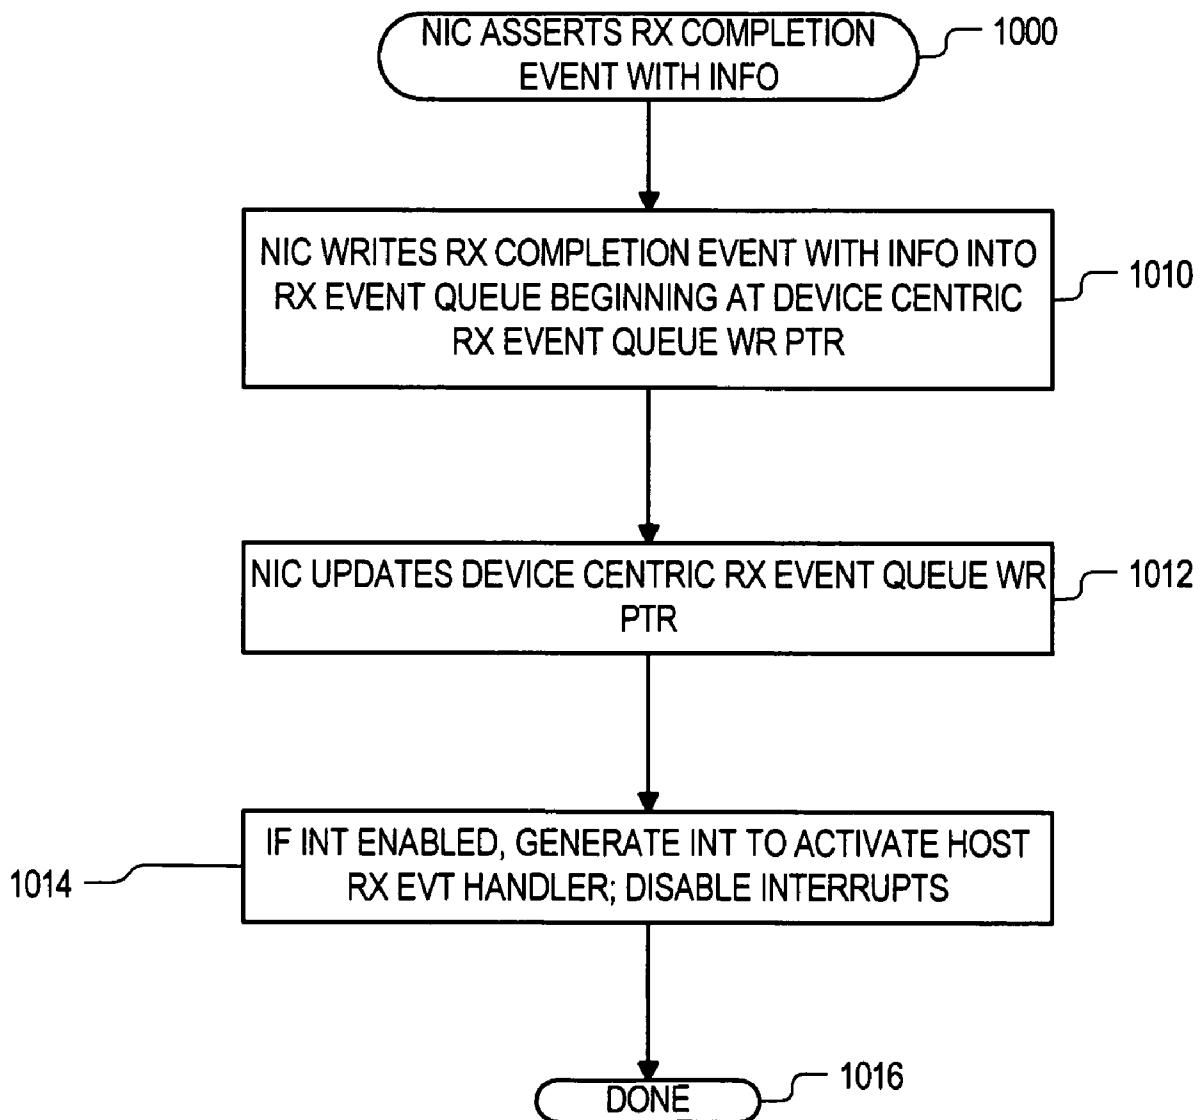 NIC ASSERTS RX COMPLETION
EVENT WITH INFO
1000
NIC WRITES RX COMPLETION EVENT WITH INFO INTO
RX EVENT QUEUE BEGINNING AT DEVICE CENTRIC
RX EVENT QUEUE WR PTR
1010
NIC UPDATES DEVICE CENTRIC RX EVENT QUEUE WR
PTR
1012
IF INT ENABLED, GENERATE INT TO ACTIVATE HOST
RX EVT HANDLER; DISABLE INTERRUPTS
1014
DONE
1016